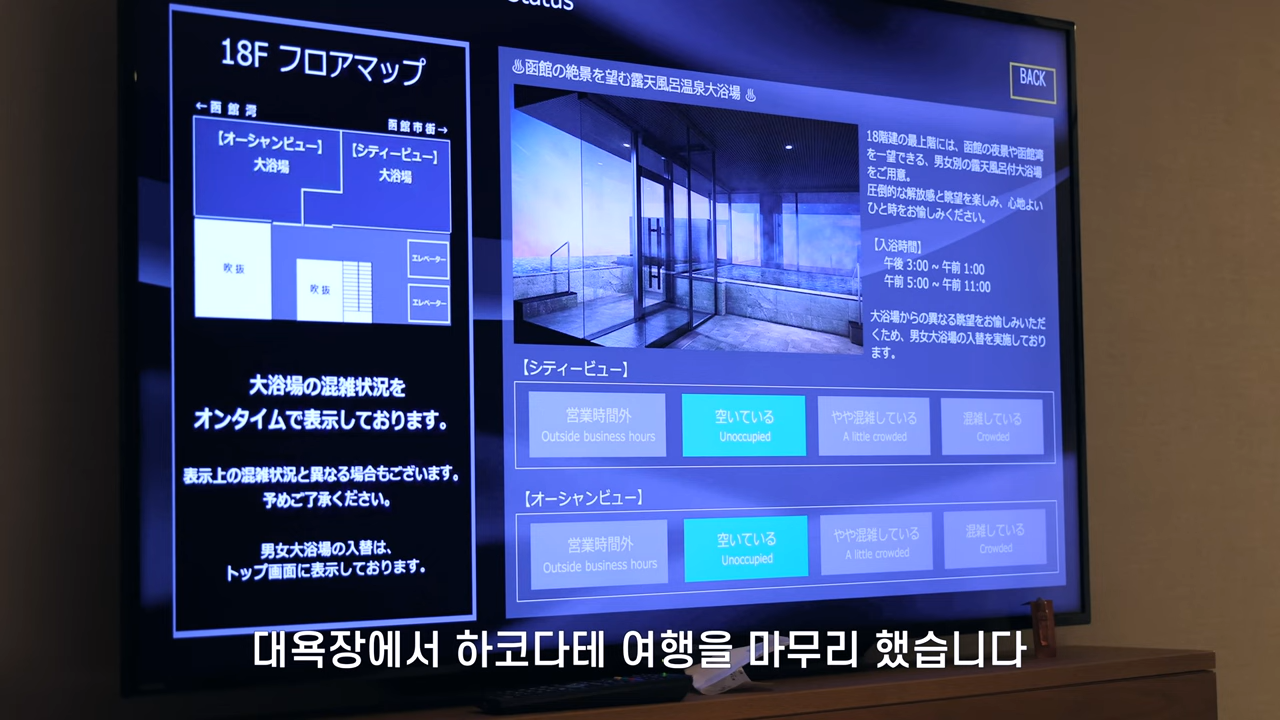 Status
18F フロアマップ
←函館湾
函館市街→
【オーシャンビュー】
大浴場
【シティービュー】
大浴場
吹抜
吹抜
エレベーター
エレベーター
大浴場の混雑状況を
オンタイムで表示しております。
表示上の混雑状況と異なる場合もございます。
予めご了承ください。
男女大浴場の入替は、
トップ画面に表示しております。
♨函館の絶景を望む露天風呂温泉大浴場♨
BACK
18階建の最上階には、函館の夜景や函館湾
を一望できる、男女別の露天風呂付大浴場
をご用意。
圧倒的な解放感と眺望を楽しみ、心地よい
ひと時をお愉しみください。
【入浴時間】
午後 3:00 ~ 午前 1:00
午前 5:00 ~ 午前 11:00
大浴場からの異なる眺望をお愉しみいただ
くため、男女大浴場の入替を実施しており
ます。
【シティービュー】
営業時間外
Outside business hours
空いている
Unoccupied
やや混雑している
A little crowded
混雑している
Crowded
【オーシャンビュー】
営業時間外
Outside business hours
空いている
Unoccupied
やや混雑している
A little crowded
混雑している
Crowded
대욕장에서 하코다테 여행을 마무리 했습니다